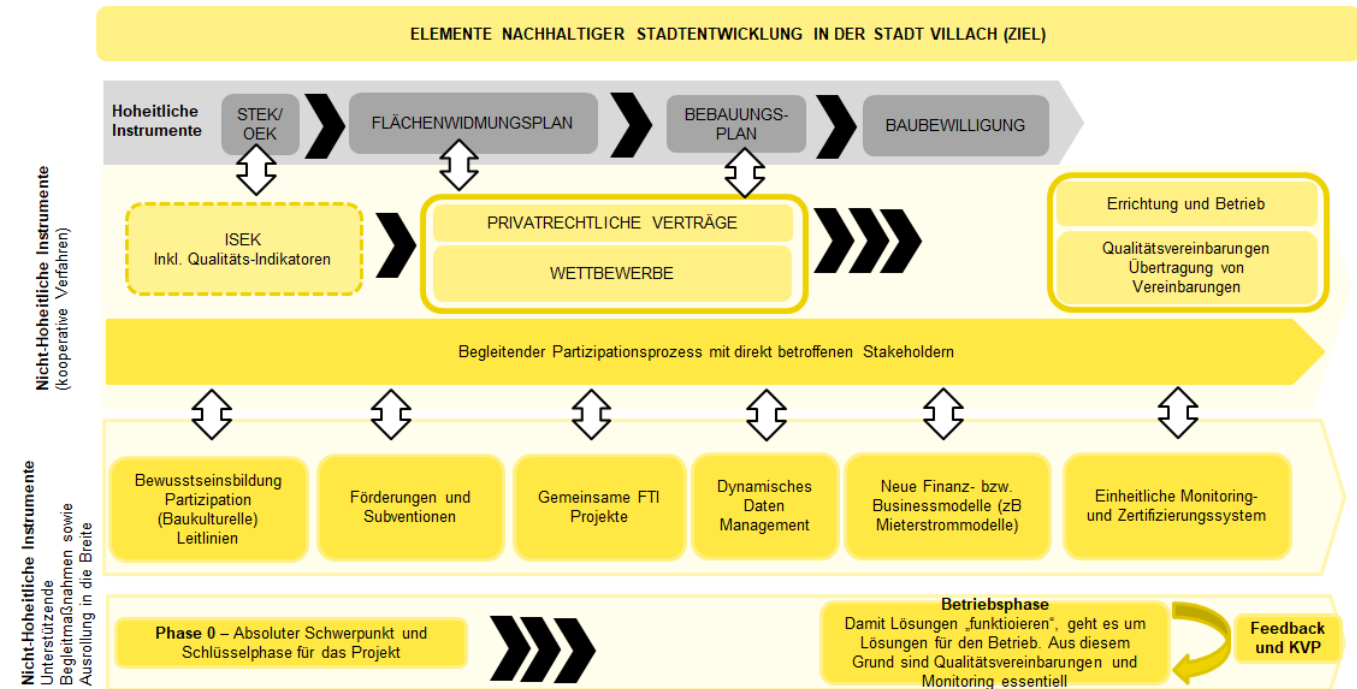 ELEMENTE NACHHALTIGER STADTENTWICKLUNG IN DER STADT VILLACH (ZIEL)
Hoheitliche
Instrumente
STEK/
OEK
FLÄCHENWIDMUNGSPLAN
BEBAUUNGS-
PLAN
BAUBEWILIGUNG
Nicht-Hoheitliche Instrumente
(kooperative Verfahren)
ISEK
Inkl. Qualitäts-Indikatoren
PRIVATRECHTLICHE VERTRÄGE
WETTBEWERBE
Errichtung und Betrieb
Qualitätsvereinbarungen
Übertragung von
Vereinbarungen
Begleitender Partizipationsprozess mit direkt betroffenen Stakeholdern
Nicht-Hoheitliche Instrumente
Unterstützende
Begleitmaßnahmen sowie
Ausrollung in die Breite
Bewusstseinsbildung
Partizipation
(Baukulturelle)
Leitlinien
Förderungen und
Subventionen
Gemeinsame FTI
Projekte
Dynamisches
Daten
Management
Neue Finanz- bzw.
Businessmodelle (zB
Mieterstrommodelle)
Einheitliche Monitoring-
und Zertifizierungssystem
Phase 0 – Absoluter Schwerpunkt und
Schlüsselphase für das Projekt
Betriebsphase
Damit Lösungen „funktioieren“, geht es um
Lösungen für den Betrieb. Aus diesem
Grund sind Qualitätsvereinbarungen und
Monitoring essentiell
Feedback
und KVP